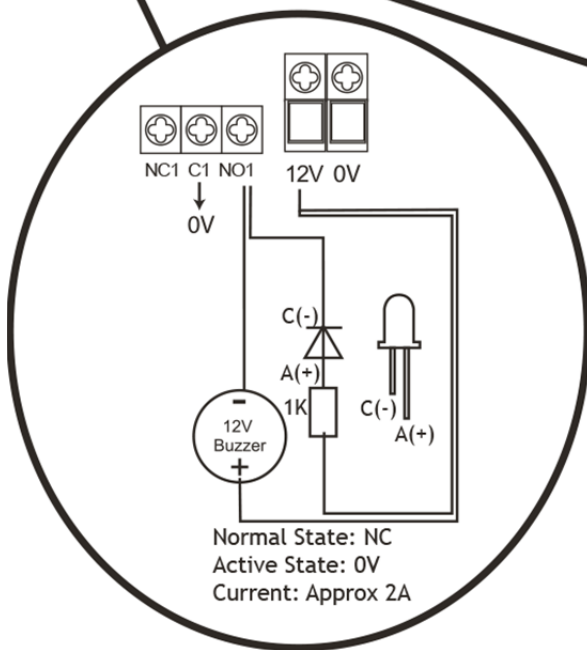 NC1 C1 NO1
12V 0V
0V
C(-)
A(+)
1K
C(-)
A(+)
-
12V
Buzzer
+
Normal State: NC
Active State: 0V
Current: Approx 2A